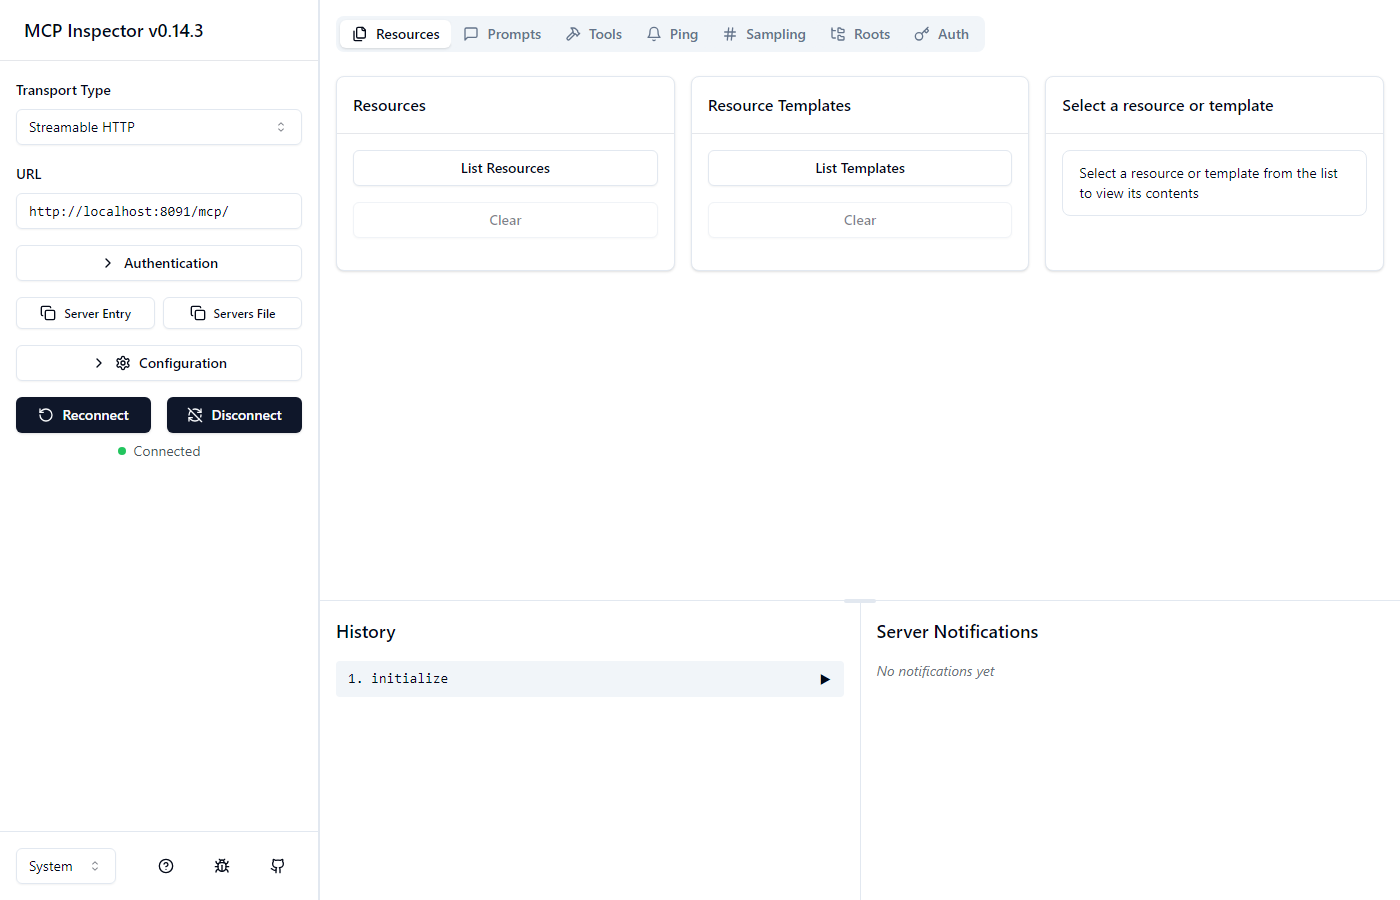 MCP Inspector v0.14.3
Transport Type
Streamable HTTP
URL
http://localhost:8091/mcp/
Authentication
Server Entry
Servers File
Configuration
Reconnect
Disconnect
Connected
System
Resources
Prompts
Tools
Ping
Sampling
Roots
Auth
Resources
List Resources
Clear
Resource Templates
List Templates
Clear
Select a resource or template
Select a resource or template from the list
to view its contents
History
1. initialize
Server Notifications
No notifications yet